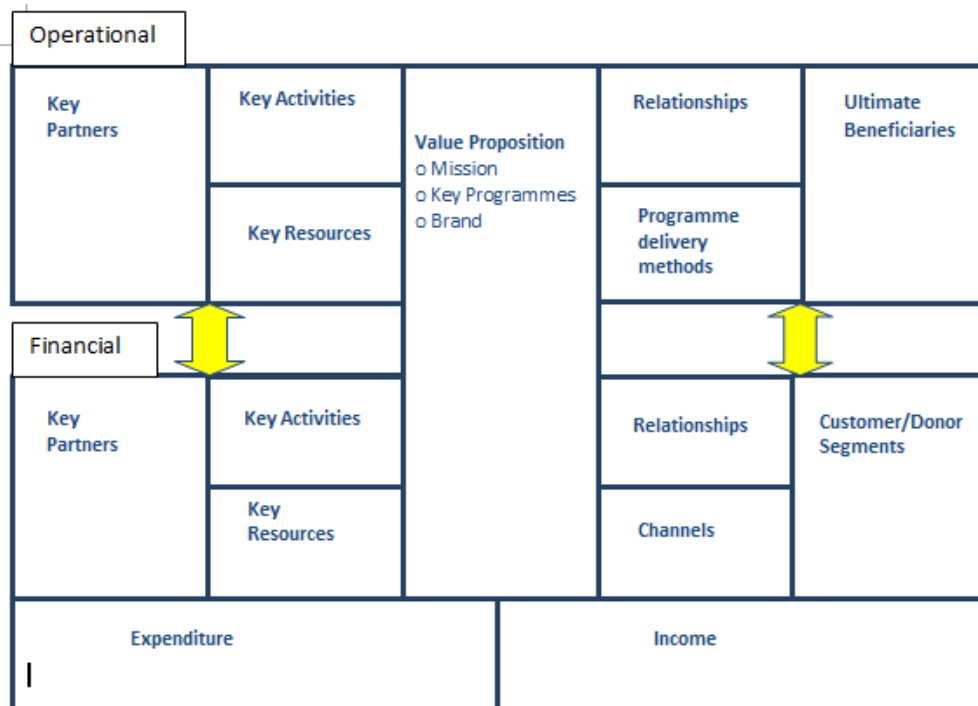 Operational
Key
Partners
Key Activities
Key Resources
Value Proposition
o Mission
o Key Programmes
o Brand
Relationships
Programme
delivery
methods
Ultimate
Beneficiaries
Financial
Key
Partners
Key Activities
Key
Resources
Relationships
Channels
Customer/Donor
Segments
Expenditure
Income